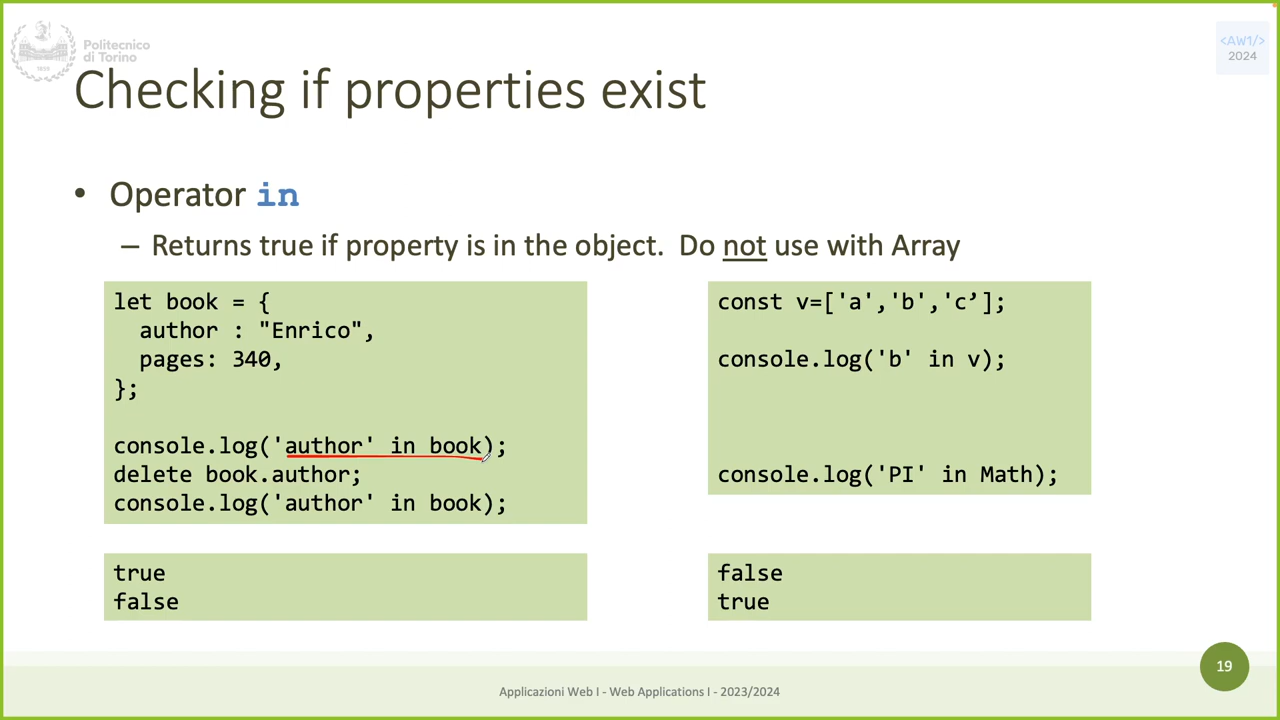 Politecnico
di Torino
1859
<AW1/>
2024
Checking if properties exist
• Operator in
– Returns true if property is in the object. Do not use with Array
let book = {
author : "Enrico",
pages: 340,
};
console.log('author' in book);
delete book.author;
console.log('author' in book);
true
false
const v=['a','b','c’];
console.log('b' in v);
console.log('PI' in Math);
false
true
19
Applicazioni Web I - Web Applications I - 2023/2024